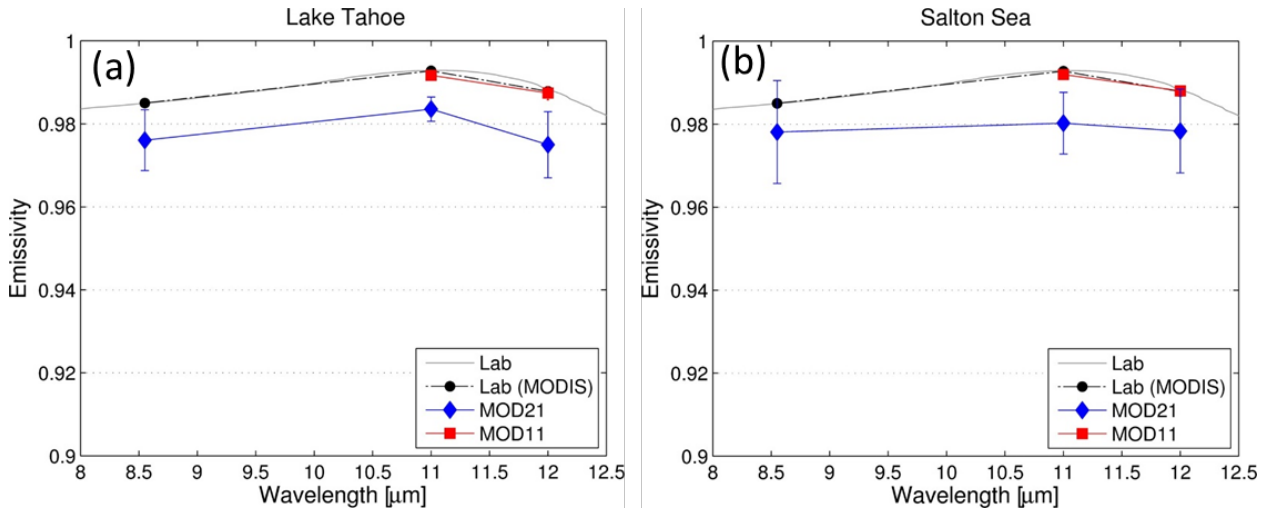 Lake Tahoe
(a)
Emissivity
1
0.98
0.96
0.94
0.92
0.9
8
8.5
9
9.5
10
10.5
11
11.5
12
12.5
Wavelength [μm]
Lab
Lab (MODIS)
MOD21
MOD11
Salton Sea
(b)
Emissivity
1
0.98
0.96
0.94
0.92
0.9
8
8.5
9
9.5
10
10.5
11
11.5
12
12.5
Wavelength [μm]
Lab
Lab (MODIS)
MOD21
MOD11